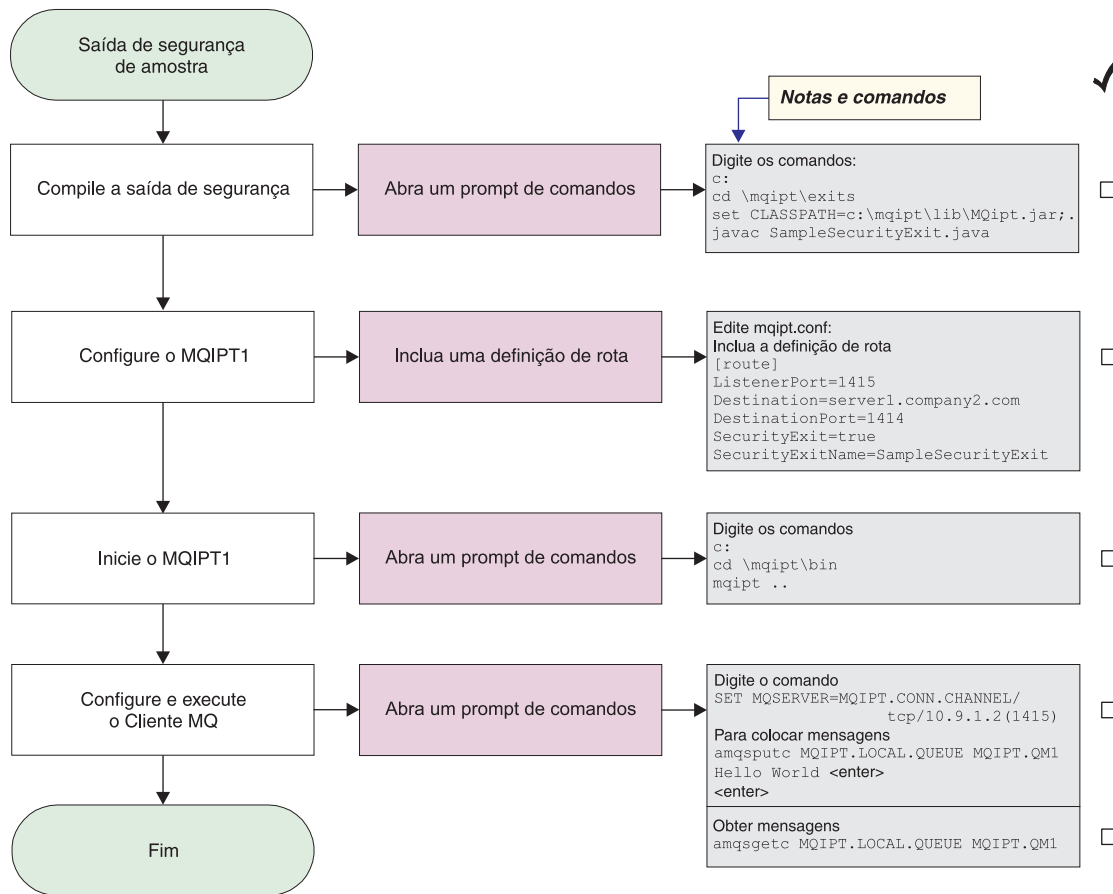 Saída de segurança
de amostra
Notas e comandos
Compile a saída de segurança
Abra um prompt de comandos
Digite os comandos:
c:
cd \mqipt\exits
set CLASSPATH=c:\mqipt\lib\MQipt.jar;.
javac SampleSecurityExit.java
Configure o MQIPT1
Inclua uma definição de rota
Edite mqipt.conf:
Inclua a definição de rota
[route]
ListenerPort=1415
Destination=server1.company2.com
DestinationPort=1414
SecurityExit=true
SecurityExitName=SampleSecurityExit
Inicie o MQIPT1
Abra um prompt de comandos
Digite os comandos
c:
cd \mqipt\bin
mqipt ..
Configure e execute
o Cliente MQ
Abra um prompt de comandos
Digite o comando
SET MQSERVER=MQIPT.CONN.CHANNEL/
tcp/10.9.1.2(1415)
Para colocar mensagens
amqsputc MQIPT.LOCAL.QUEUE MQIPT.QM1
Hello World <enter>
<enter>
Obter mensagens
amqsgetc MQIPT.LOCAL.QUEUE MQIPT.QM1
Fim